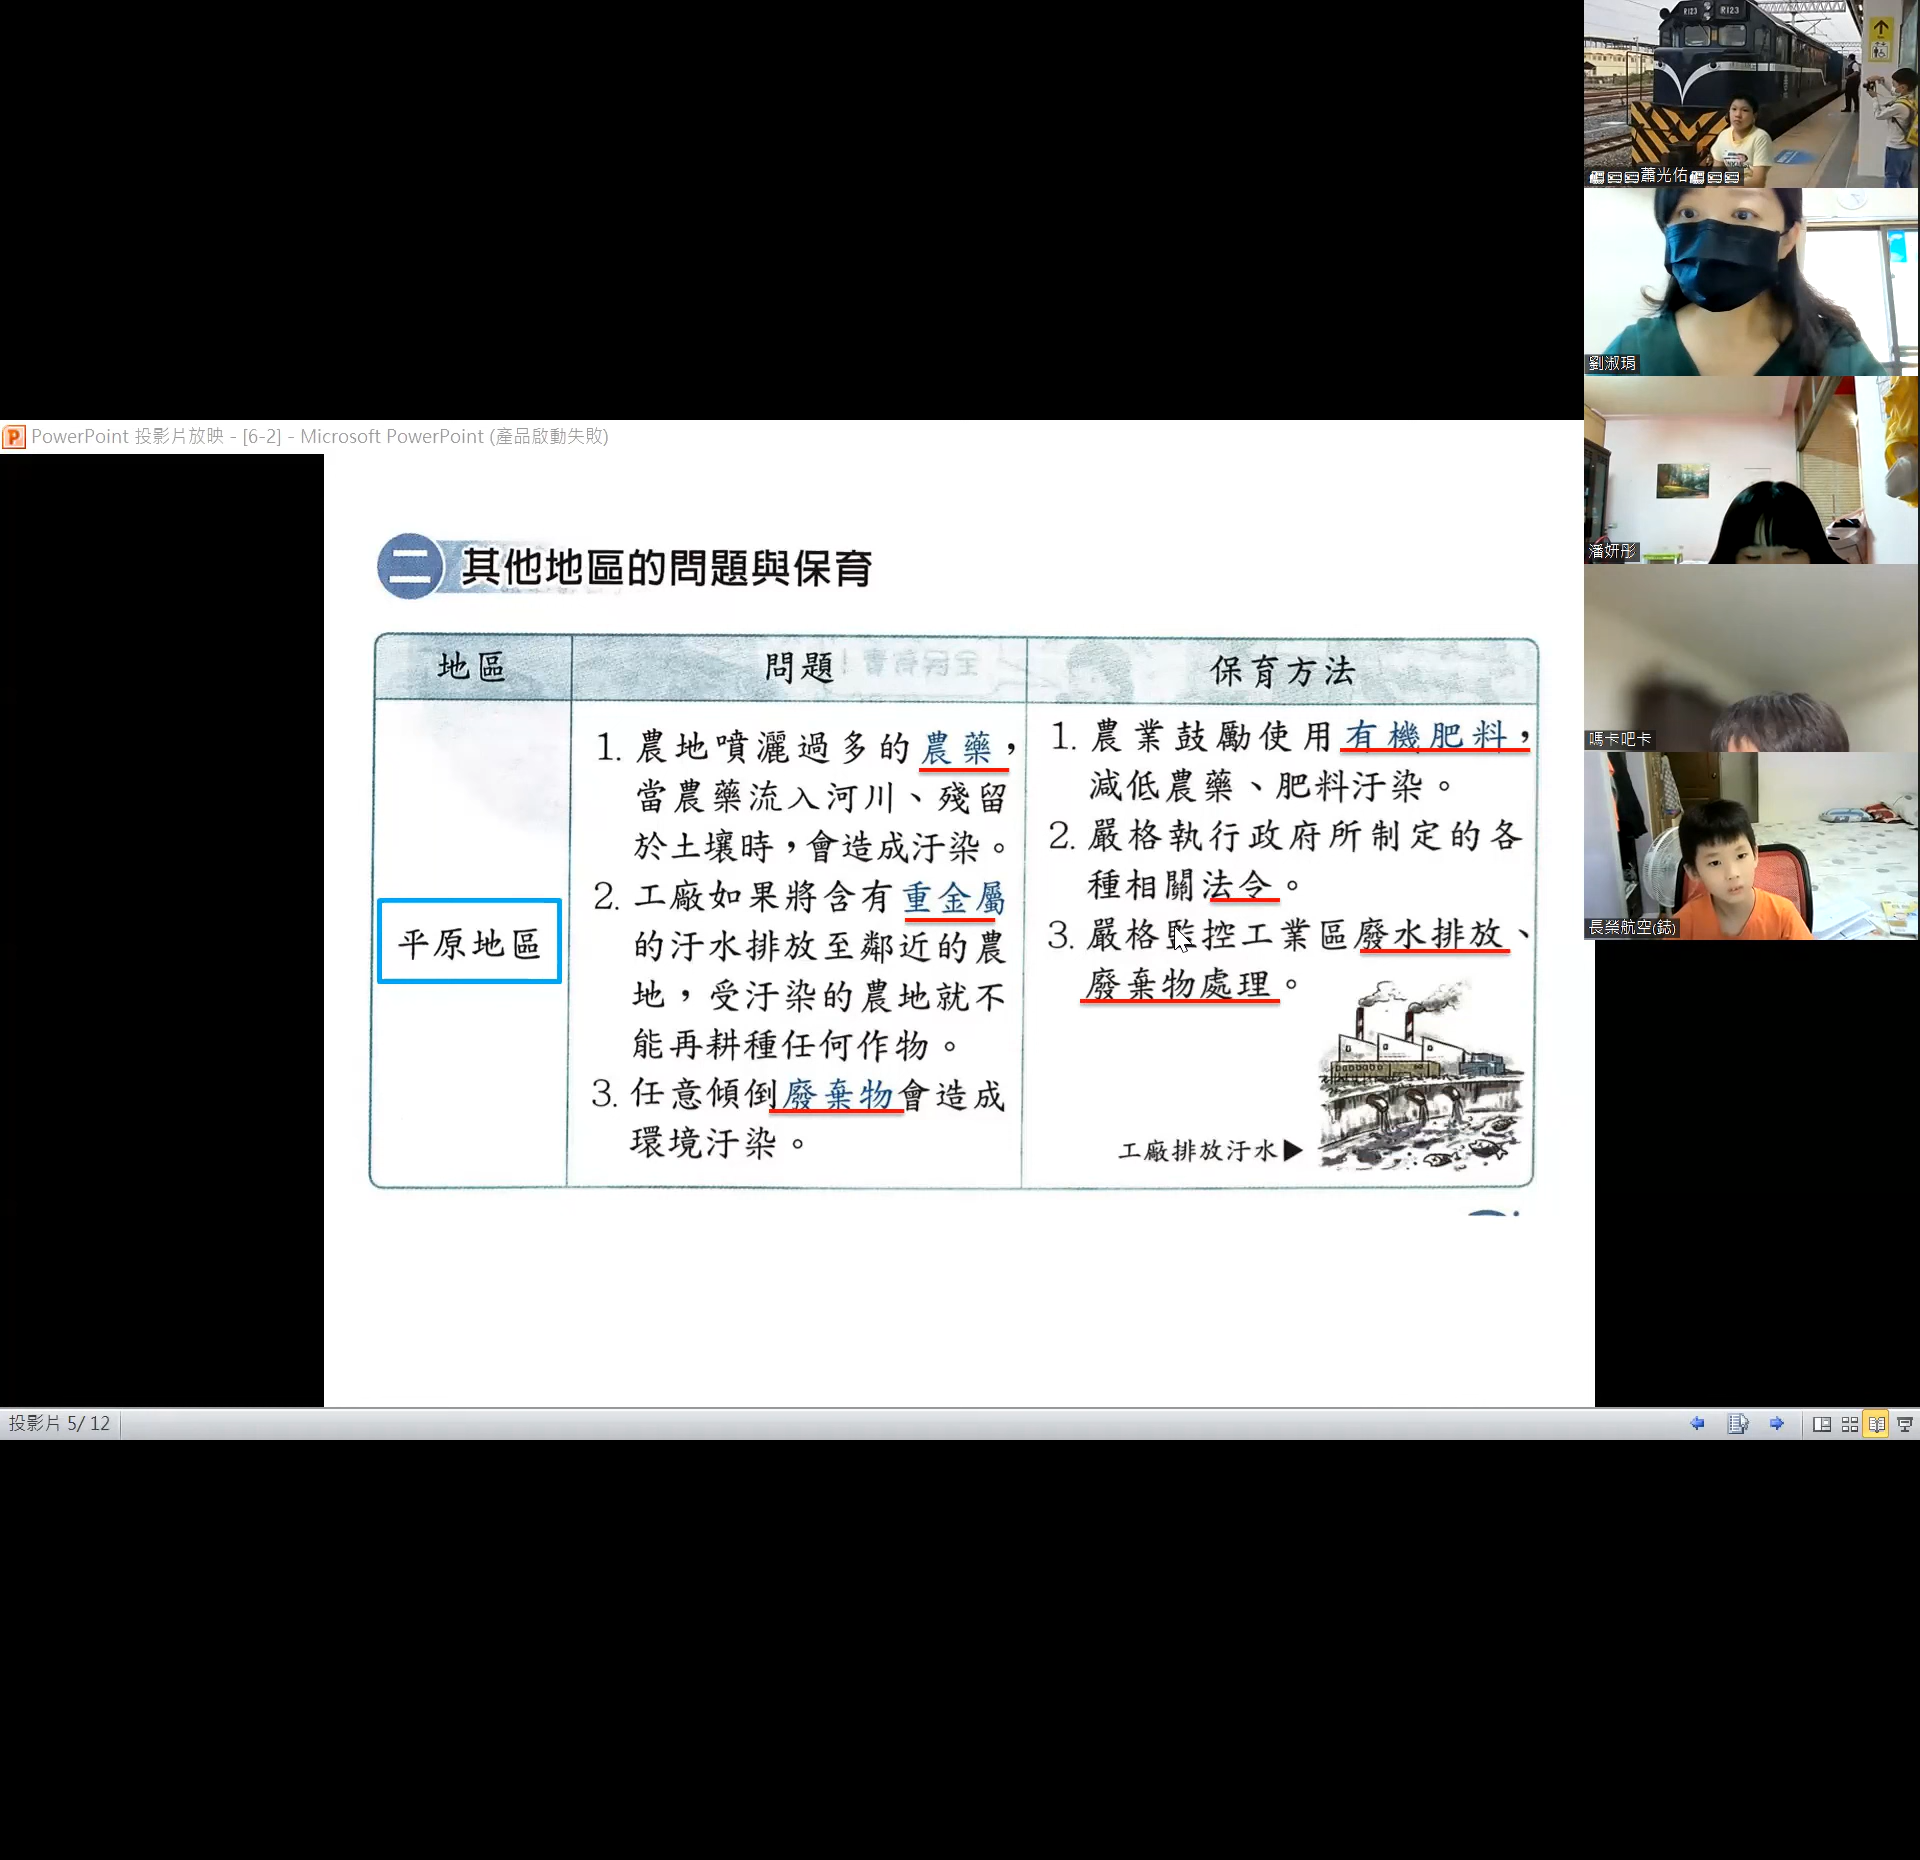 R123 R123
蕭光佑
劉淑琄
潘妍彤
嗎卡吧卡
長榮航空(誌)
PowerPoint 投影片放映 - [6-2] - Microsoft PowerPoint (產品啟動失敗)
二 其他地區的問題與保育
地區
問題
保育方法
平原地區
1. 農地噴灑過多的農藥，
當農藥流入河川、殘留
於土壤時，會造成汙染。
2. 工廠如果將含有重金屬
的汙水排放至鄰近的農
地，受汙染的農地就不
能再耕種任何作物。
3. 任意傾倒廢棄物會造成
環境汙染。
1. 農業鼓勵使用有機肥料，
減低農藥、肥料汙染。
2. 嚴格執行政府所制定的各
種相關法令。
3. 嚴格監控工業區廢水排放、
廢棄物處理。
工廠排放汙水▶
投影片 5/ 12